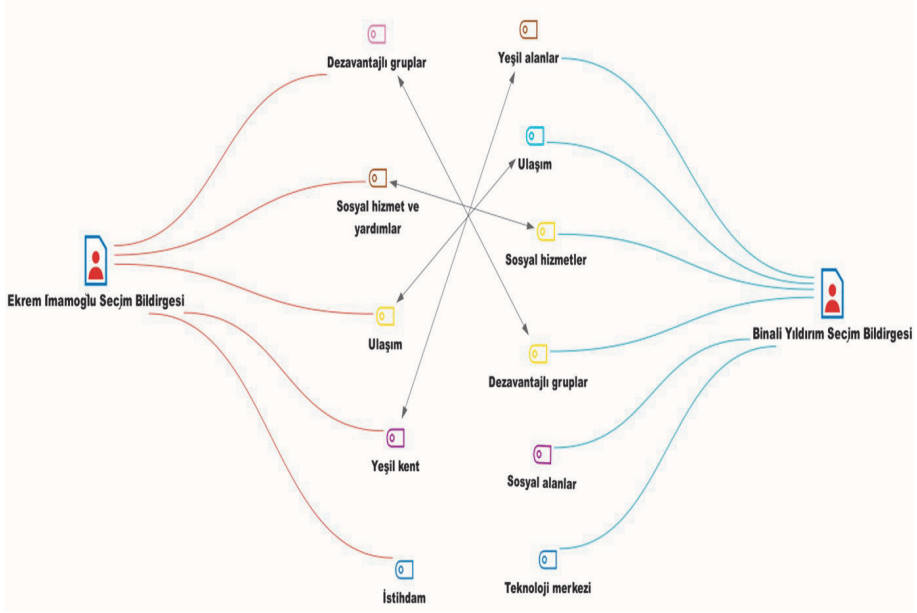 Dezavantajlı gruplar
Yeşil alanlar
Ulaşım
Sosyal hizmet ve
yardımlar
Sosyal hizmetler
Ekrem İmamoğlu Seçim Bildirgesi
Binali Yıldırım Seçim Bildirgesi
Ulaşım
Dezavantajlı gruplar
Yeşil kent
Sosyal alanlar
İstihdam
Teknoloji merkezi